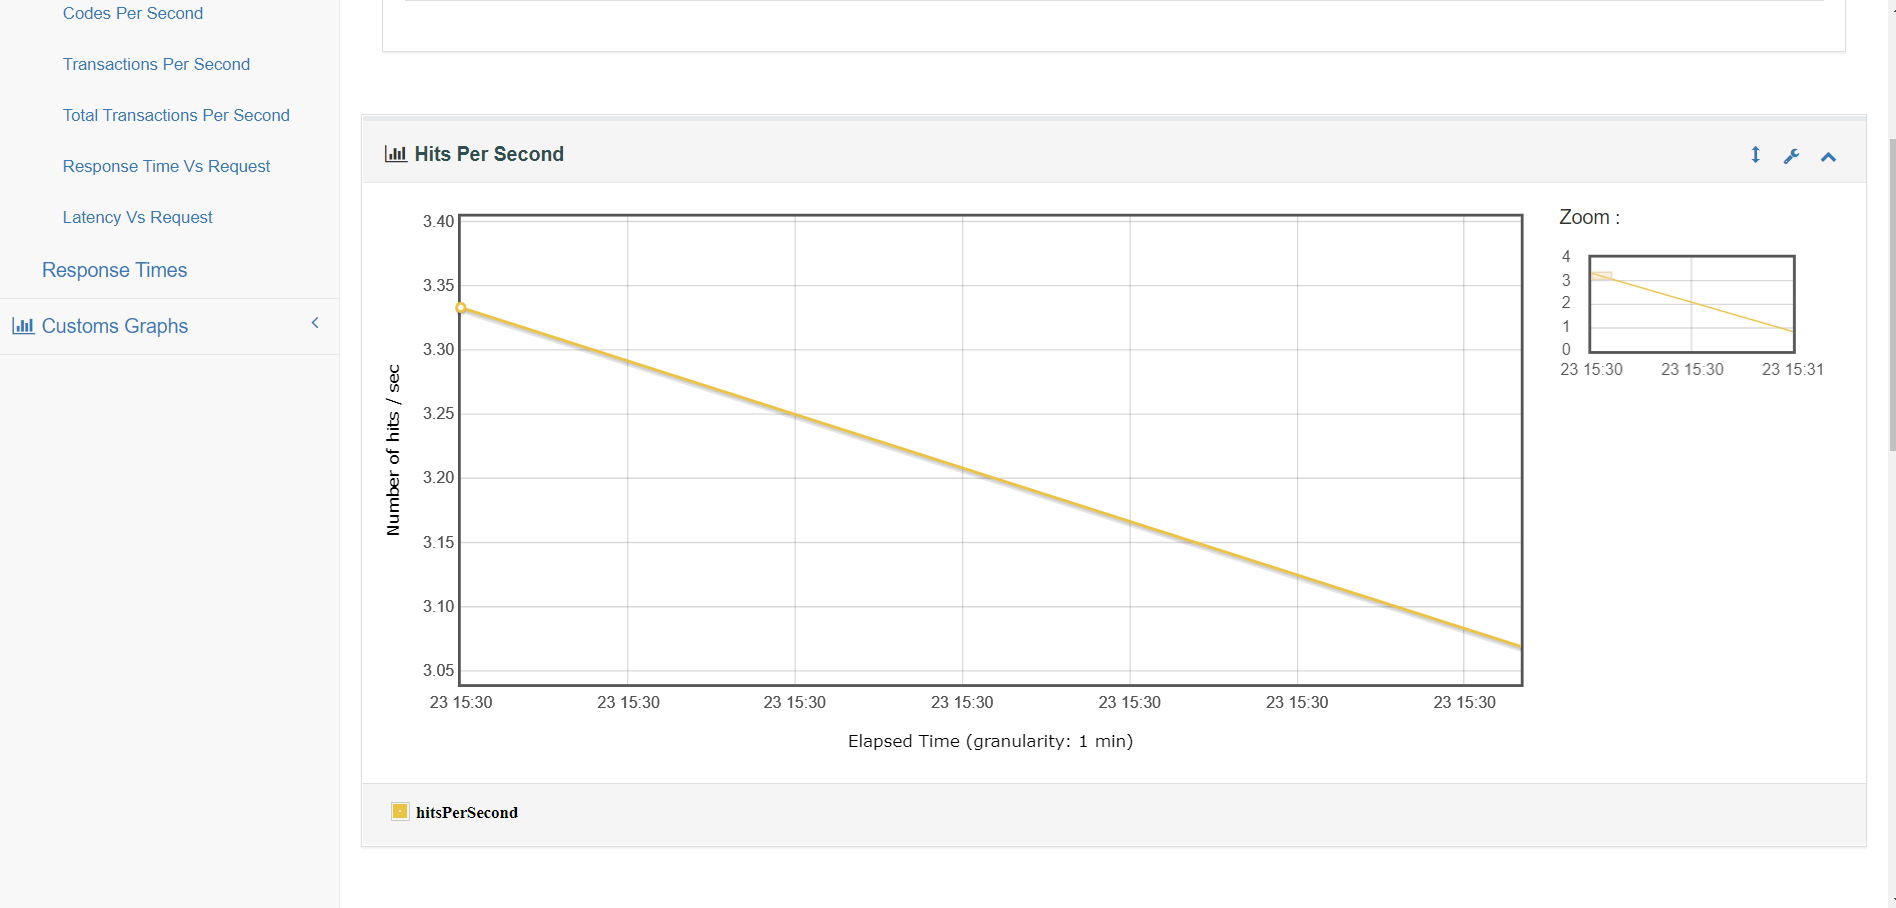 Codes Per Second
Transactions Per Second
Total Transactions Per Second
Response Time Vs Request
Latency Vs Request
Response Times
Customs Graphs
Hits Per Second
3.40
3.35
3.30
3.25
3.20
3.15
3.10
3.05
Number of hits / sec
23 15:30 23 15:30 23 15:30 23 15:30 23 15:30 23 15:30 23 15:30
Elapsed Time (granularity: 1 min)
Zoom :
4
3
2
1
0
23 15:30 23 15:30 23 15:31
hitsPerSecond